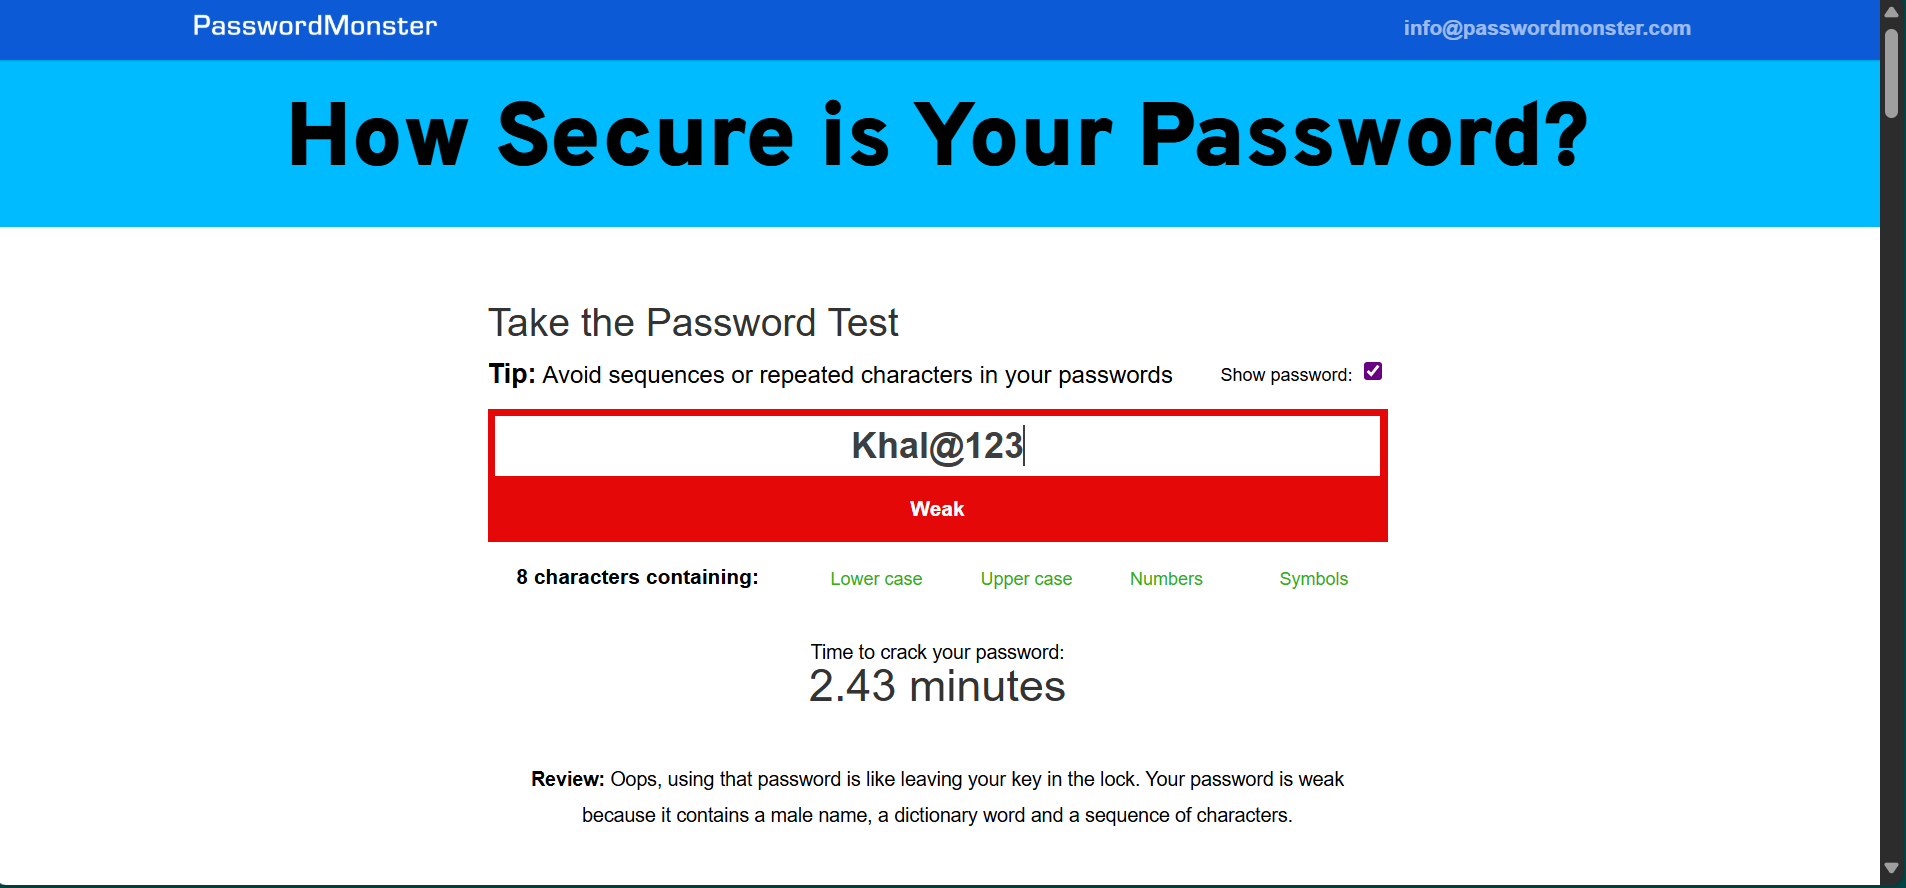 PasswordMonster
info@passwordmonster.com
How Secure is Your Password?
Take the Password Test
Tip: Avoid sequences or repeated characters in your passwords
Show password:
Khal@123
Weak
8 characters containing:
Lower case
Upper case
Numbers
Symbols
Time to crack your password:
2.43 minutes
Review: Oops, using that password is like leaving your key in the lock. Your password is weak
because it contains a male name, a dictionary word and a sequence of characters.